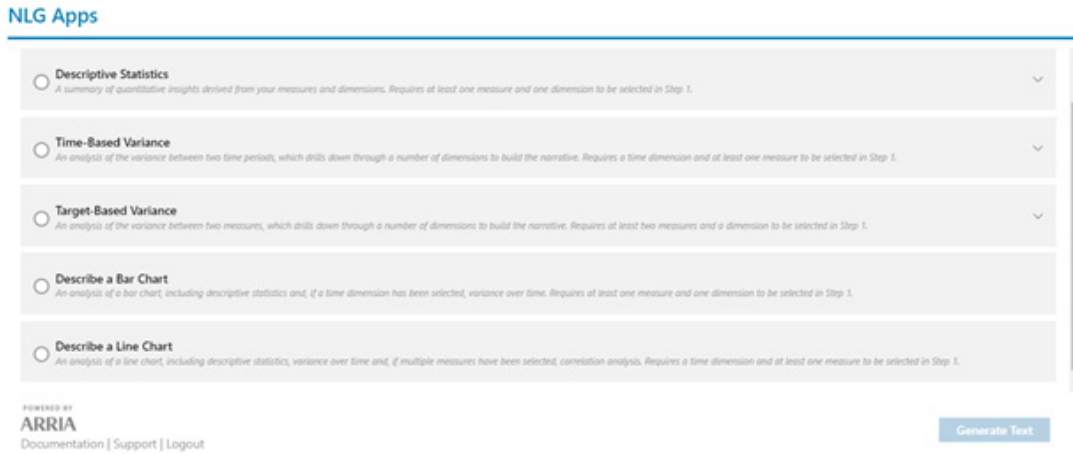 NLG Apps
Descriptive Statistics
A summary of quantitative insights derived from your measures and dimensions. Requires at least one measure and one dimension to be selected in Step 1.
Time-Based Variance
An analysis of the variance between two time periods, which drills down through a number of dimensions to build the narrative. Requires a time dimension and at least one measure to be selected in Step 1.
Target-Based Variance
An analysis of the variance between two measures, which drills down through a number of dimensions to build the narrative. Requires at least two measures and a dimension to be selected in Step 1.
Describe a Bar Chart
An analysis of a bar chart, including descriptive statistics and, if a time dimension has been selected, variance over time. Requires at least one measure and one dimension to be selected in Step 1.
Describe a Line Chart
An analysis of a line chart, including descriptive statistics, variance over time and, if multiple measures have been selected, correlation analysis. Requires a time dimension and at least one measure to be selected in Step 1.
POWERED BY
ARRIA
Documentation | Support | Logout
Generate Text